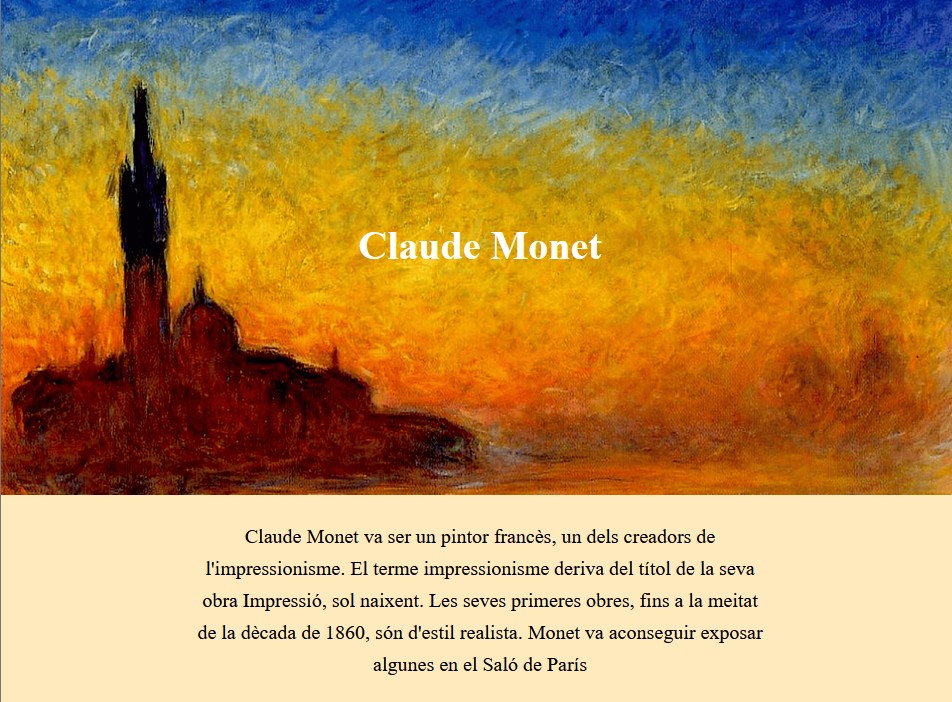 Claude Monet
Claude Monet va ser un pintor francès, un dels creadors de
l'impressionisme. El terme impressionisme deriva del títol de la seva
obra Impressió, sol naixent. Les seves primeres obres, fins a la meitat
de la dècada de 1860, són d'estil realista. Monet va aconseguir exposar
algunes en el Saló de París